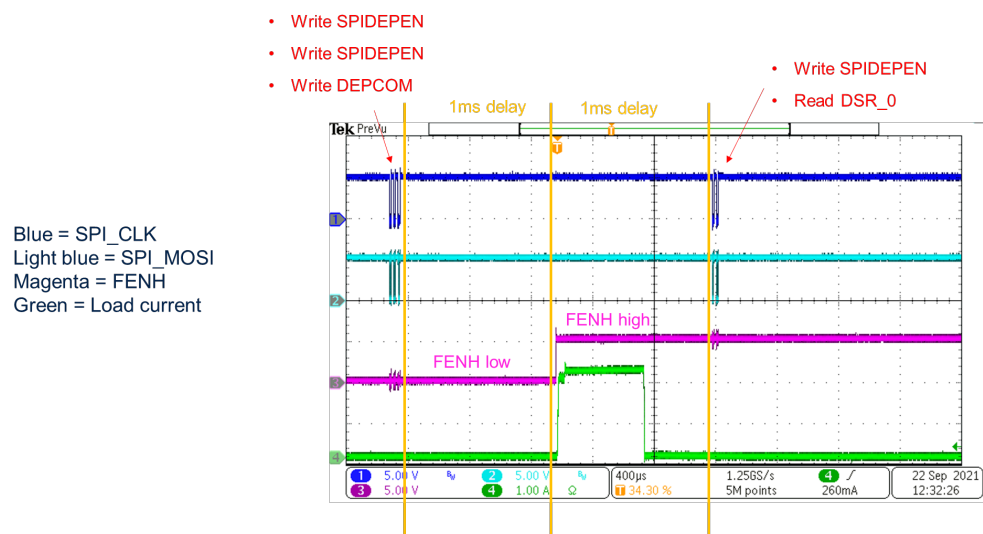 • Write SPIDEPEN
• Write SPIDEPEN
• Write DEPCOM
• Write SPIDEPEN
• Read DSR_0
1ms delay
1ms delay
Tek PreVu
T
T
1
Blue = SPI_CLK
Light blue = SPI_MOSI
Magenta = FENH
Green = Load current
2
FENH high
FENH low
3
4
1 5.00 V BW 2 5.00 V BW 400µs 1.25GS/s 4 22 Sep 2021
3 5.00 V 4 1.00 A Ω T 34.30 % 5M points 260mA 12:32:26